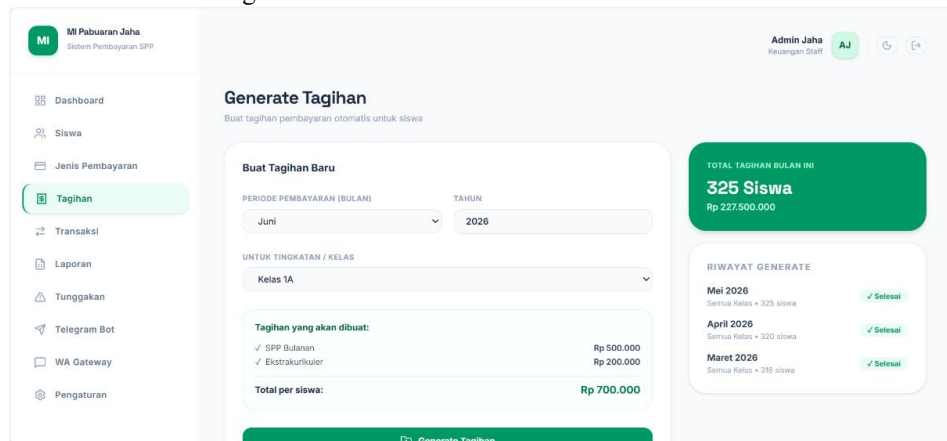 MI
MI Pabuaran Jaha
Sistem Pembayaran SPP
Admin Jaha
Keuangan Staff
AJ
Dashboard
Siswa
Jenis Pembayaran
Tagihan
Transaksi
Laporan
Tunggakan
Telegram Bot
WA Gateway
Pengaturan
Generate Tagihan
Buat tagihan pembayaran otomatis untuk siswa
Buat Tagihan Baru
PERIODE PEMBAYARAN (BULAN)
TAHUN
Juni
2026
UNTUK TINGKATAN / KELAS
Kelas 1A
Tagihan yang akan dibuat:
✓ SPP Bulanan Rp 500.000
✓ Ekstrakurikuler Rp 200.000
Total per siswa: Rp 700.000
Generate Tagihan
TOTAL TAGIHAN BULAN INI
325 Siswa
Rp 227.500.000
RIWAYAT GENERATE
Mei 2026
Semua Kelas • 325 siswa
✓ Selesai
April 2026
Semua Kelas • 320 siswa
✓ Selesai
Maret 2026
Semua Kelas • 318 siswa
✓ Selesai